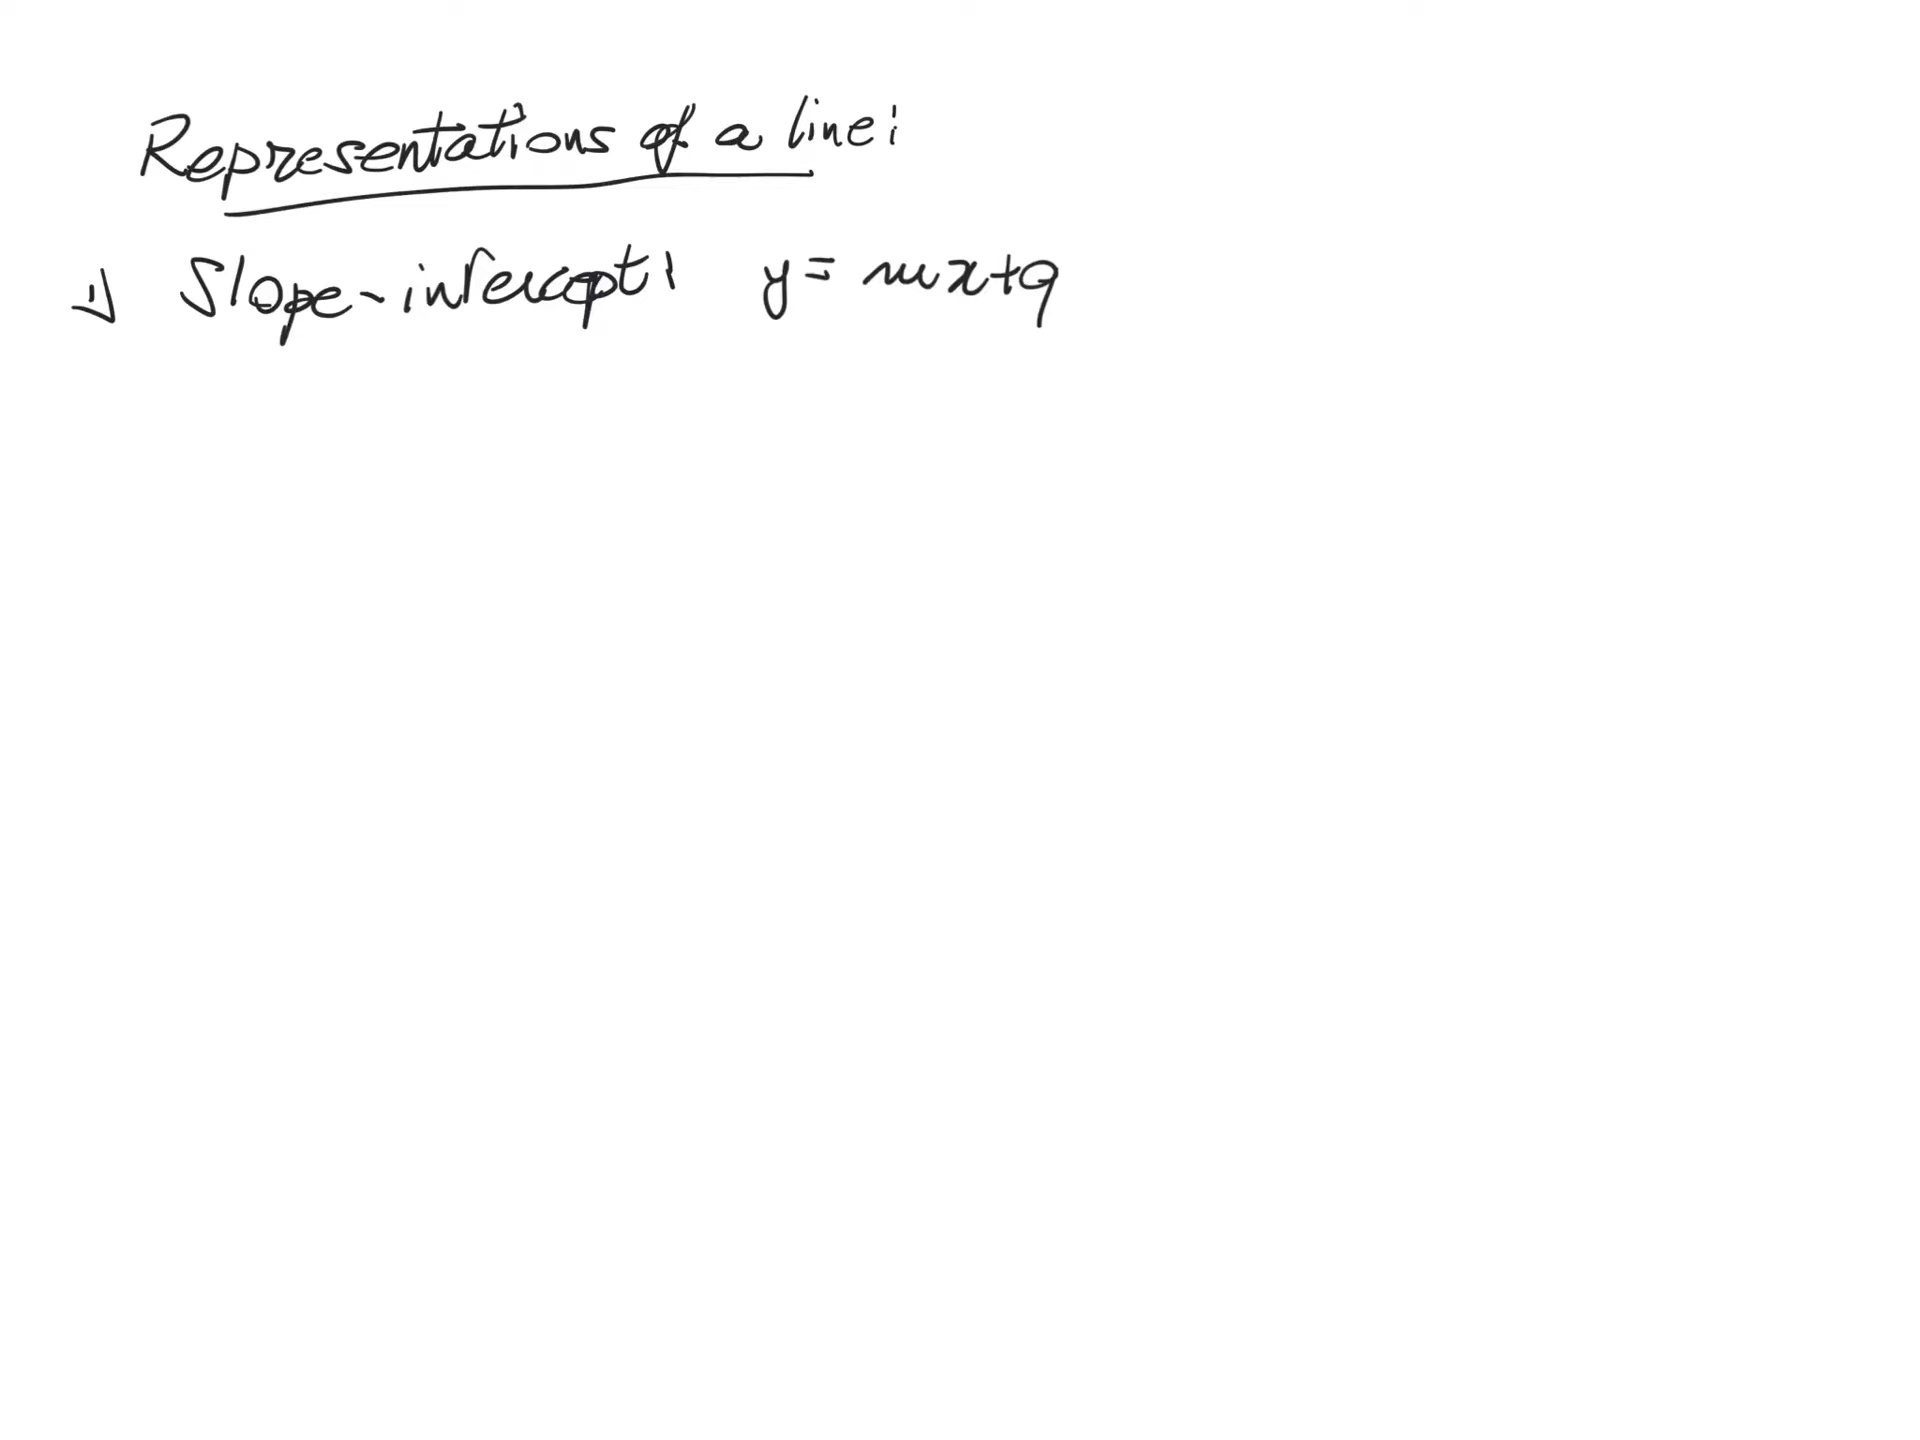 Representations of a line:
1) Slope-intercept: y = mx+q